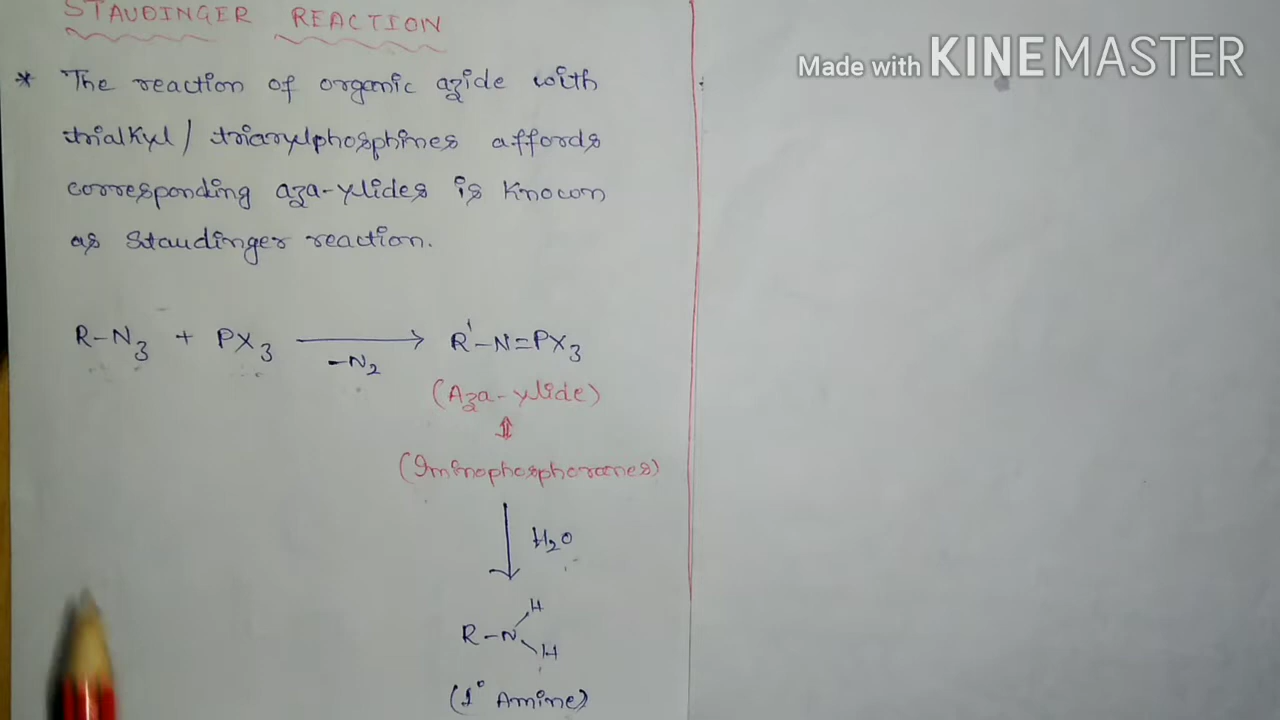 STAUDINGER REACTION
Made with KINEMASTER
* The reaction of organic azide with
trialkyl / triarylphosphines affords
corresponding aza-ylides is known
as Staudinger reaction.
R-N3 + PX3 → R'-N=PX3
-N2
(Aza-ylide)
⇕
(Iminophosphoranes)
↓ H2O
R-N
H
H
(1° Amine)